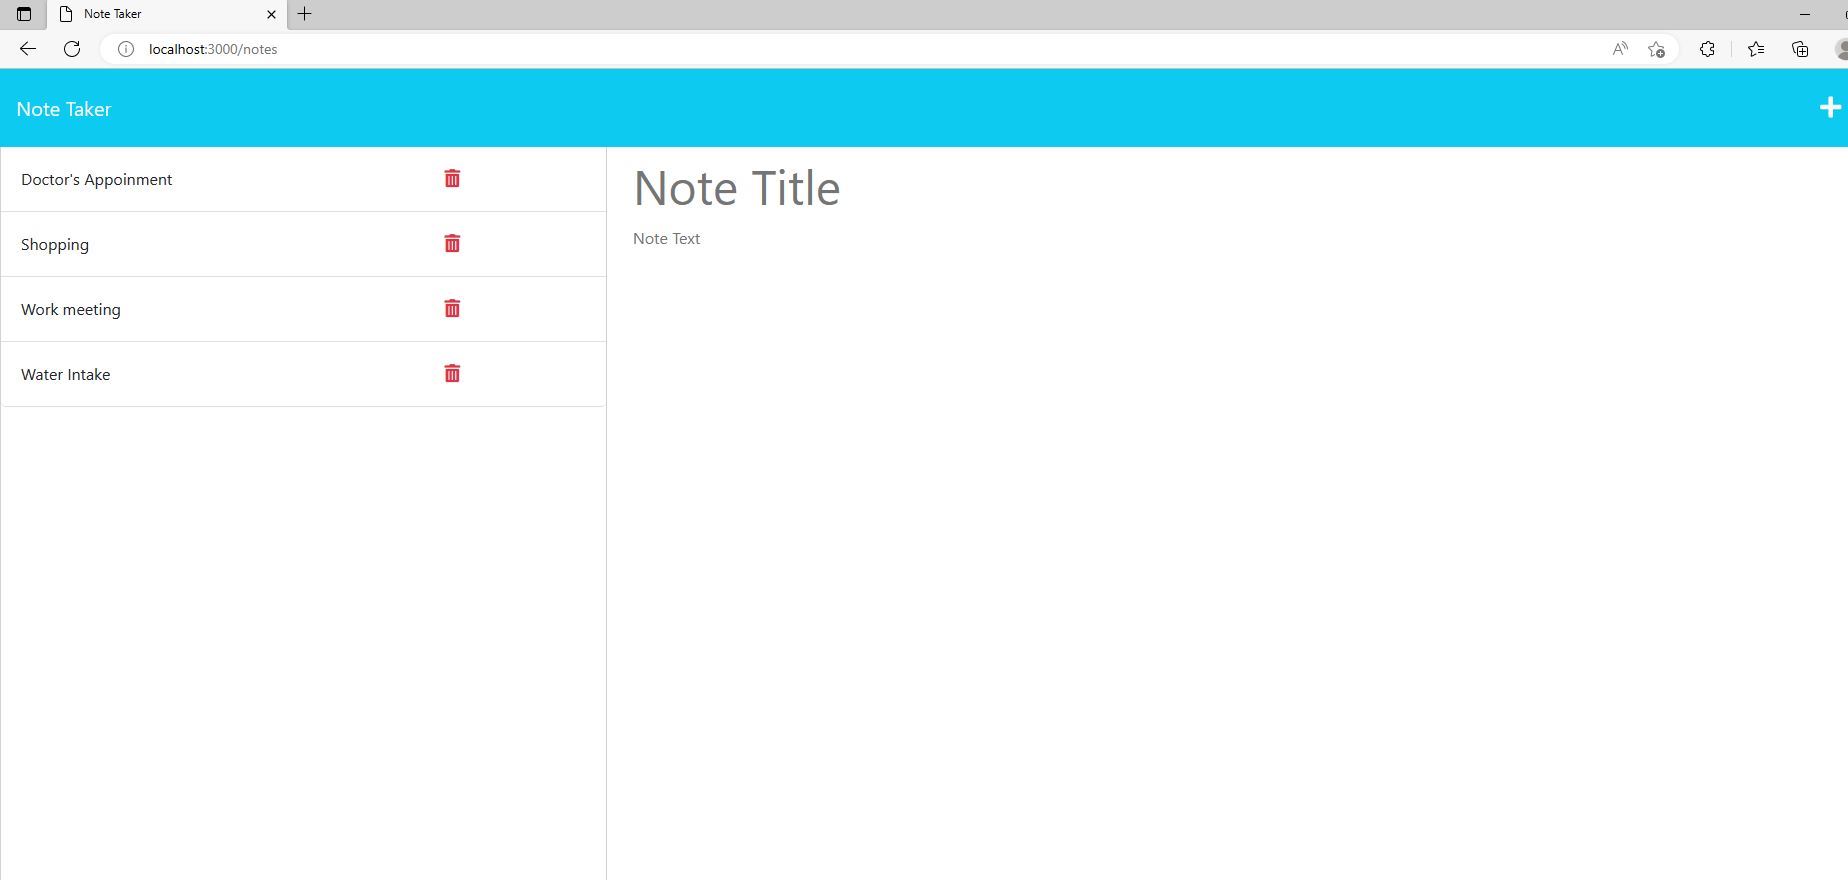 Note Taker
localhost:3000/notes
Note Taker
Doctor's Appoinment
Shopping
Work meeting
Water Intake
Note Title
Note Text